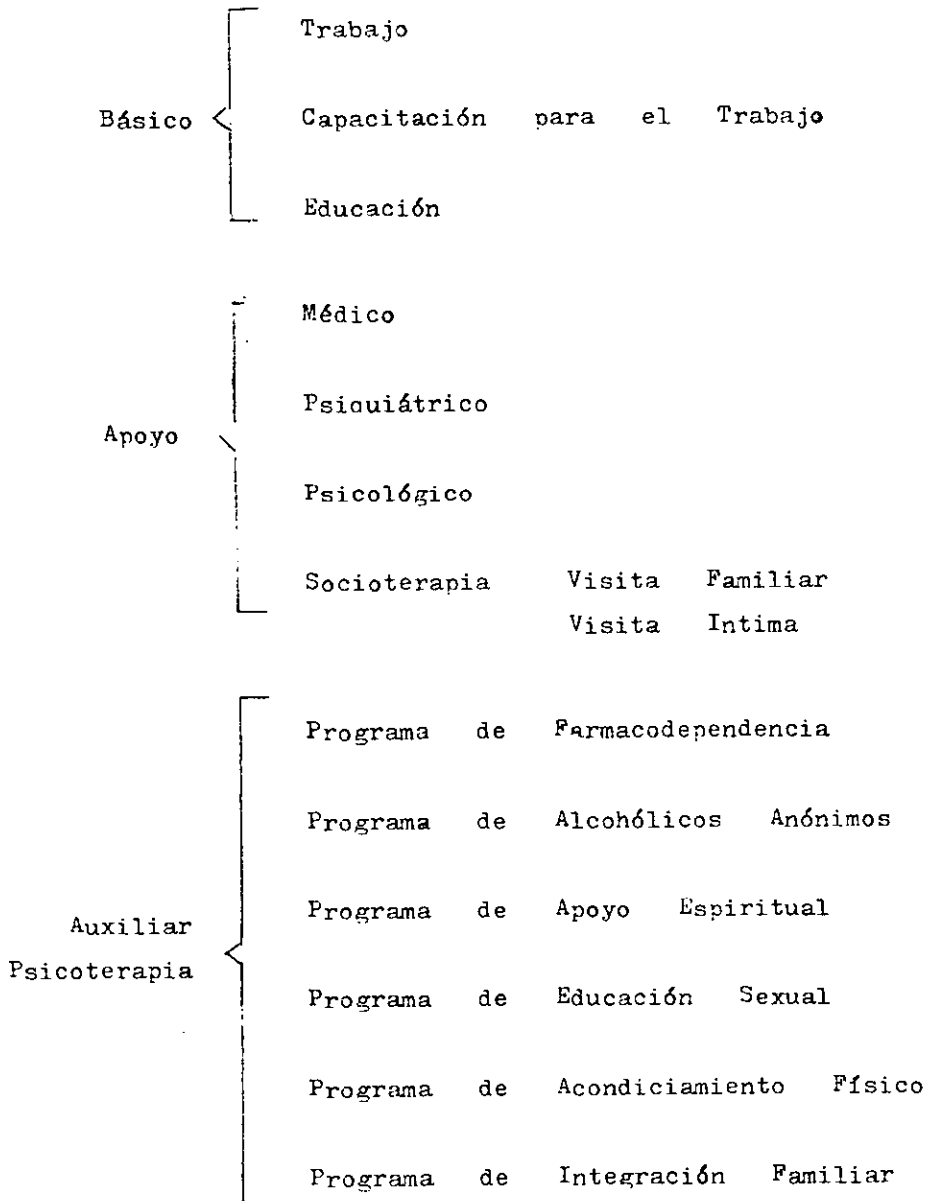 Trabajo
Básico Capacitación para el Trabajo
Educación
Médico
Psiquiátrico
Apoyo
Psicológico
Socioterapia Visita Familiar
Visita Intima
Programa de Farmacodependencia
Programa de Alcohólicos Anónimos
Programa de Apoyo Espiritual
Auxiliar
Psicoterapia
Programa de Educación Sexual
Programa de Acondiciamiento Físico
Programa de Integración Familiar